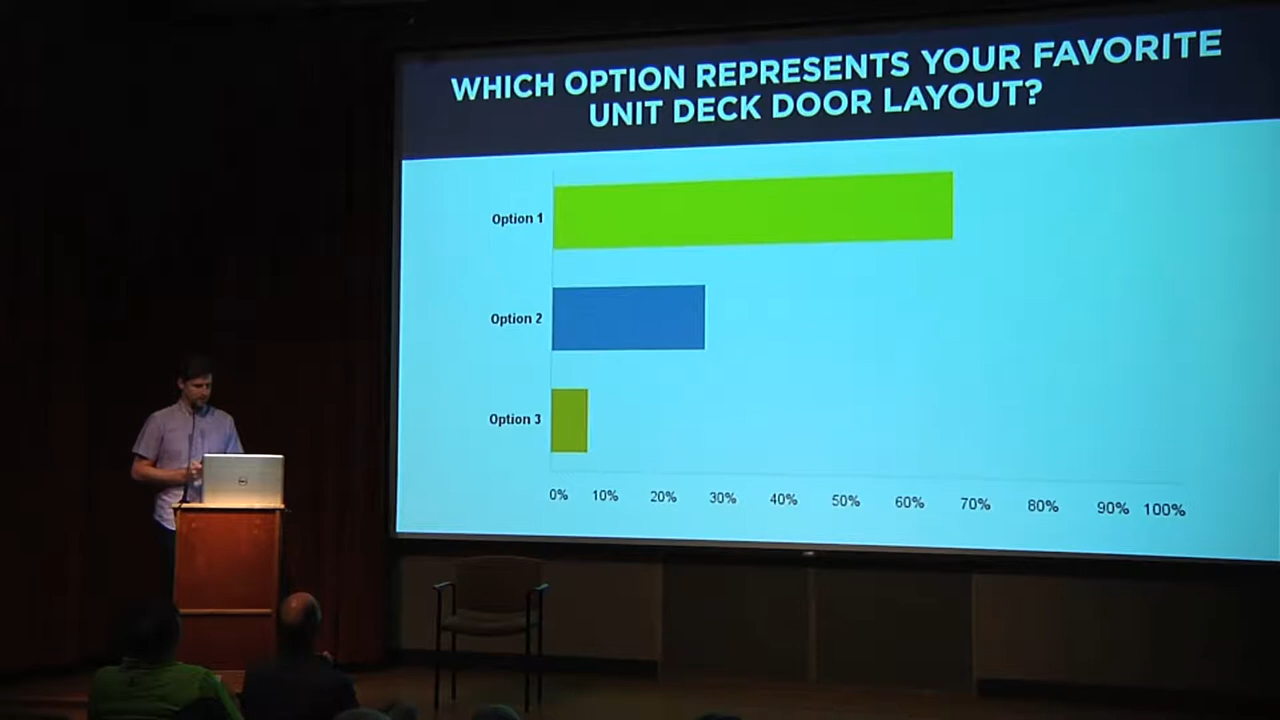 WHICH OPTION REPRESENTS YOUR FAVORITE
UNIT DECK DOOR LAYOUT?
Option 1
Option 2
Option 3
0% 10% 20% 30% 40% 50% 60% 70% 80% 90% 100%
DELL